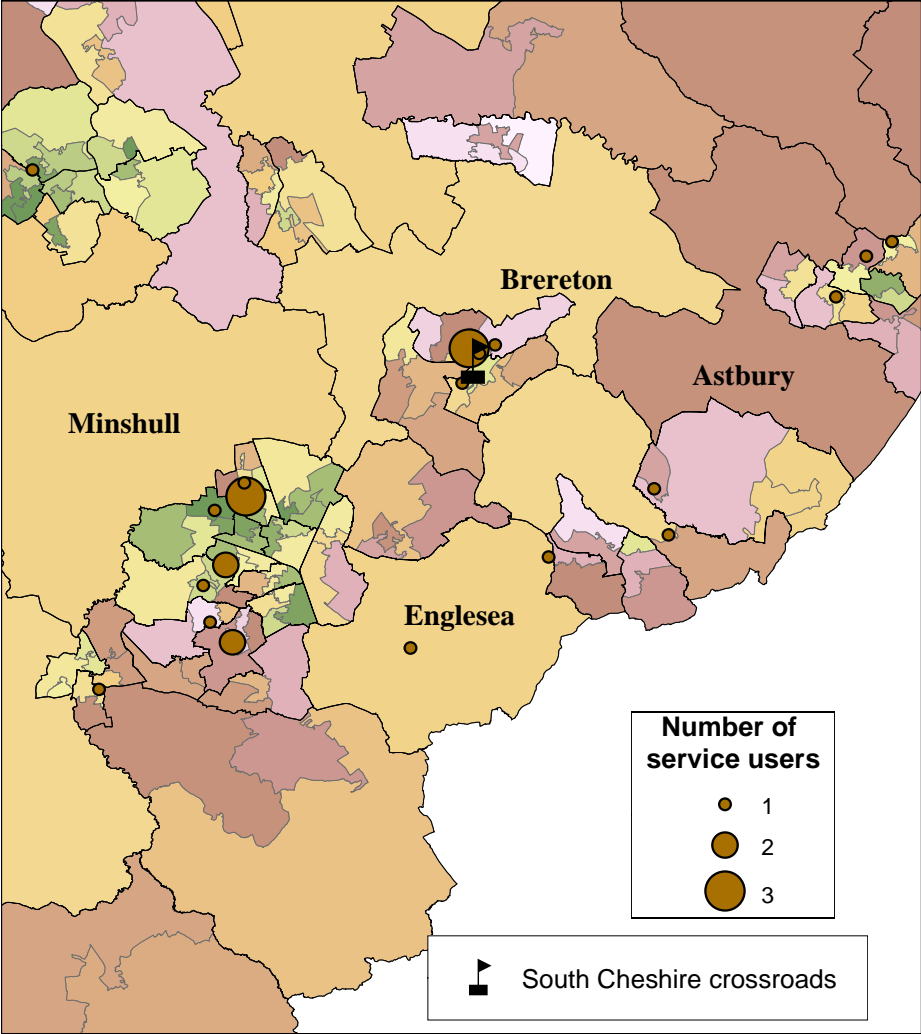 Brereton
Astbury
Minshull
Englesea
Number of
service users
1
2
3
South Cheshire crossroads